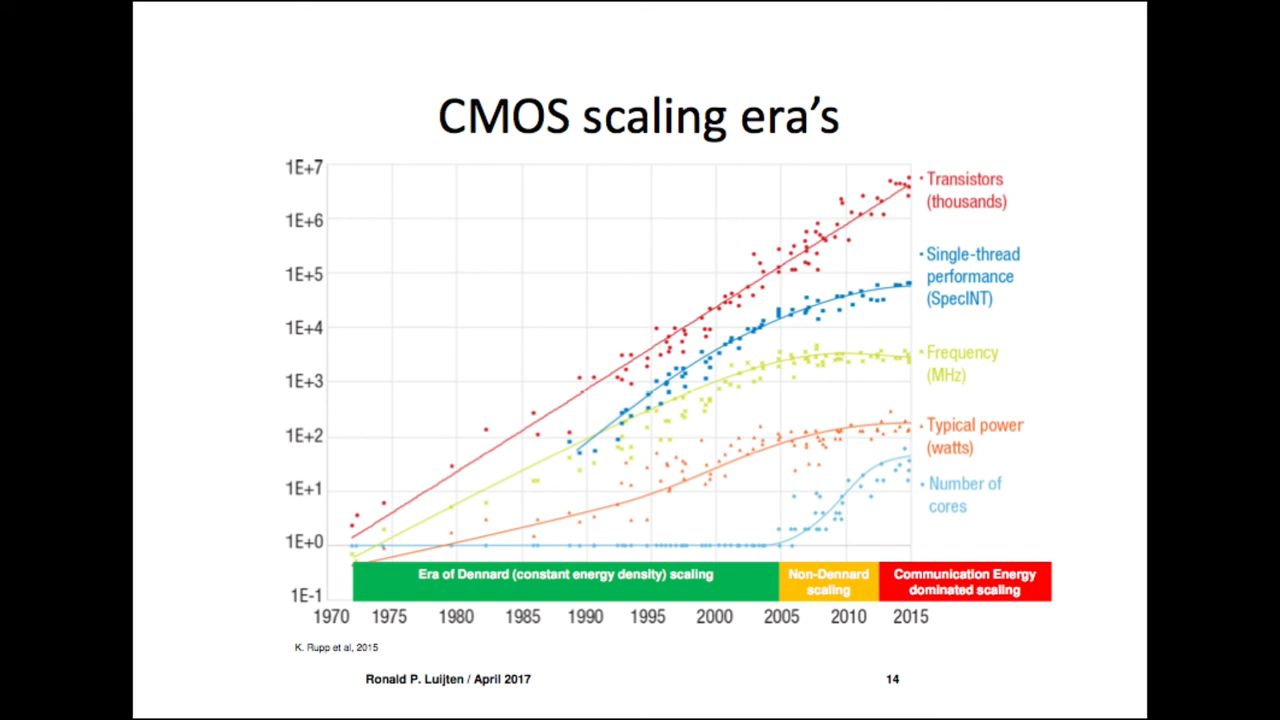 CMOS scaling era's
1E+7
1E+6
1E+5
1E+4
1E+3
1E+2
1E+1
1E+0
1E-1
Transistors
(thousands)
Single-thread
performance
(SpecINT)
Frequency
(MHz)
Typical power
(watts)
Number of
cores
Era of Dennard (constant energy density) scaling
Non-Dennard
scaling
Communication Energy
dominated scaling
1970 1975 1980 1985 1990 1995 2000 2005 2010 2015
K. Rupp et al, 2015
Ronald P. Luijten / April 2017
14